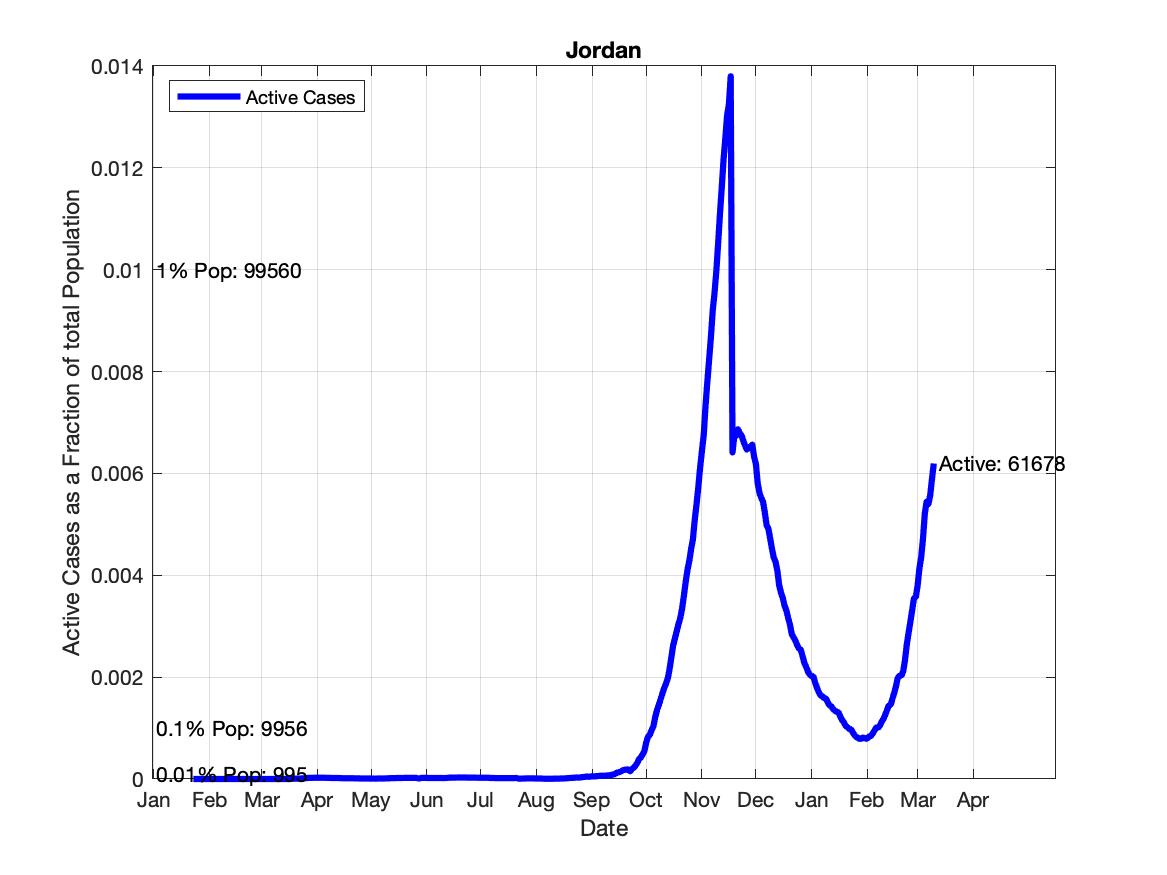 Jordan
Active Cases
0.014
0.012
0.01
0.008
0.006
0.004
0.002
0
Active Cases as a Fraction of total Population
1% Pop: 99560
0.1% Pop: 9956
0.01% Pop: 995
Active: 61678
Jan Feb Mar Apr May Jun Jul Aug Sep Oct Nov Dec Jan Feb Mar Apr
Date